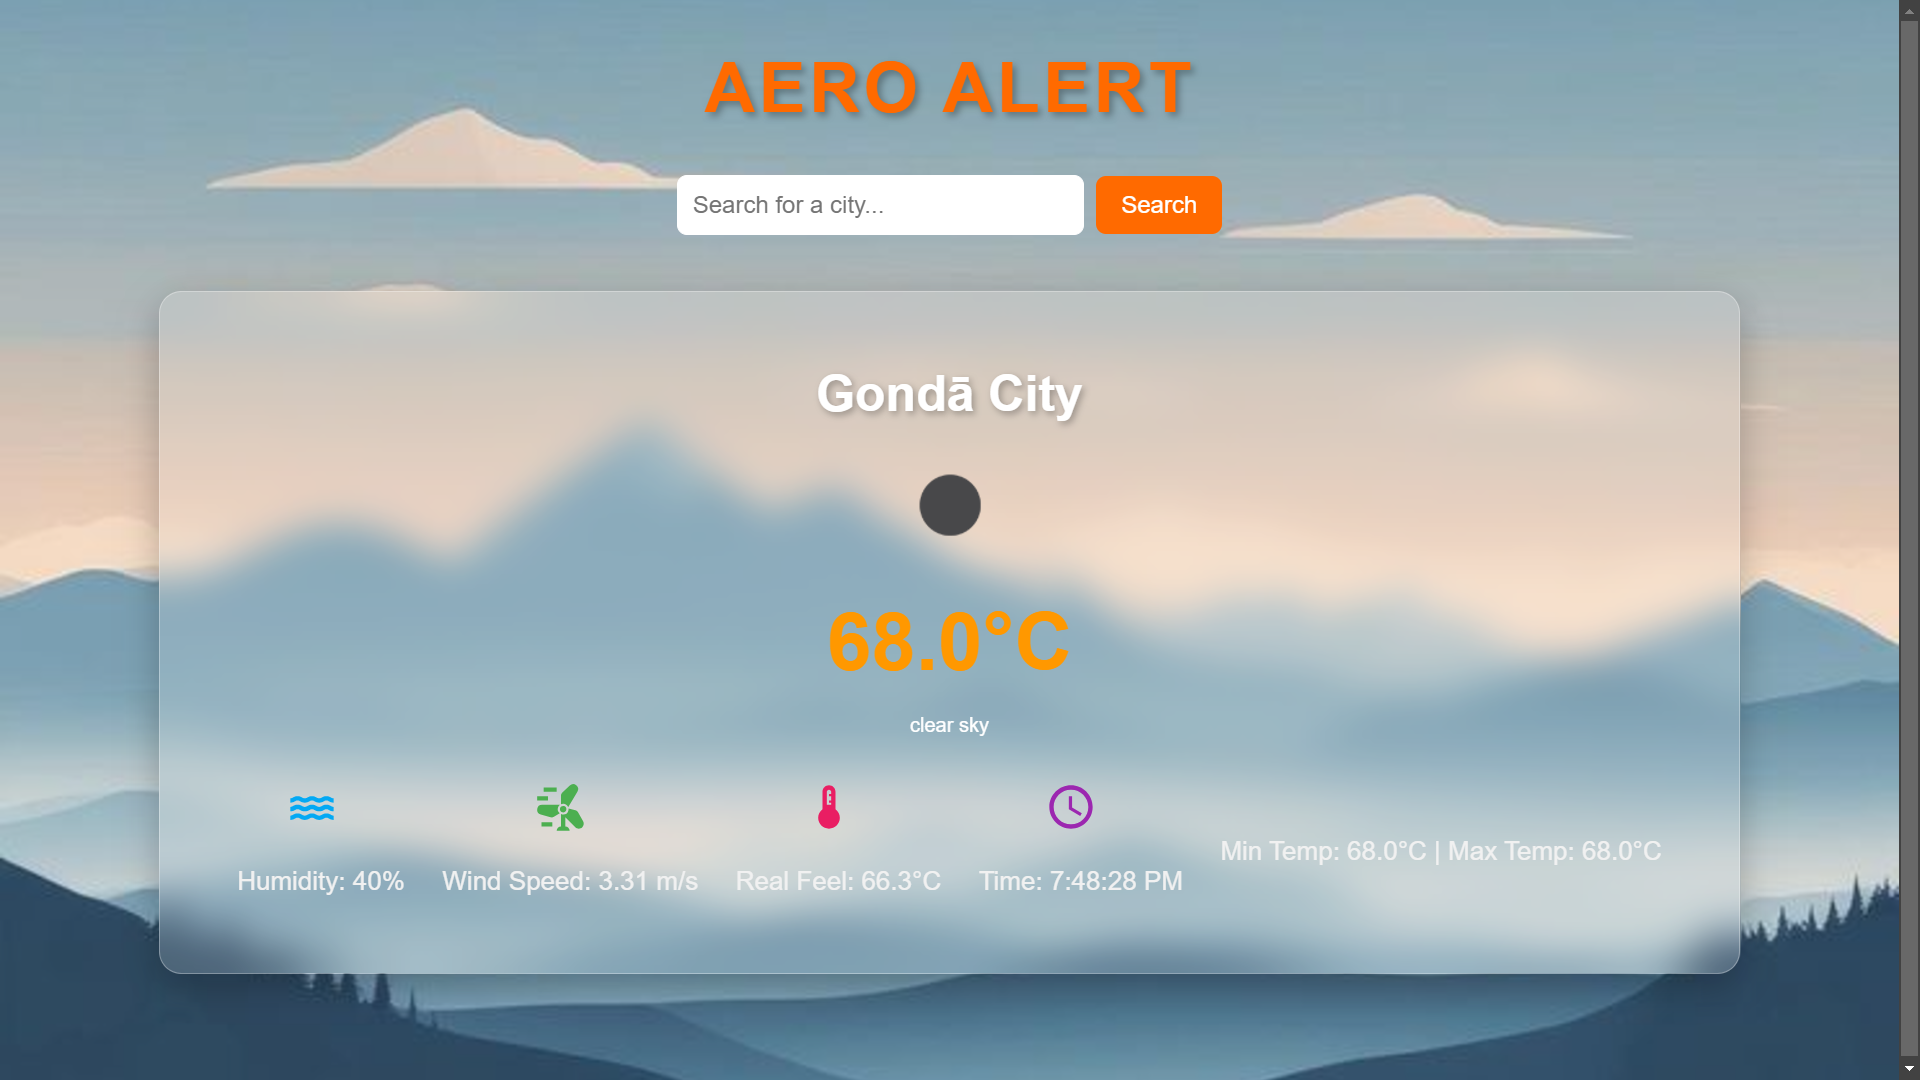 AERO ALERT
Search for a city...
Search
Gondā City
68.0°C
clear sky
Humidity: 40%
Wind Speed: 3.31 m/s
Real Feel: 66.3°C
Time: 7:48:28 PM
Min Temp: 68.0°C | Max Temp: 68.0°C